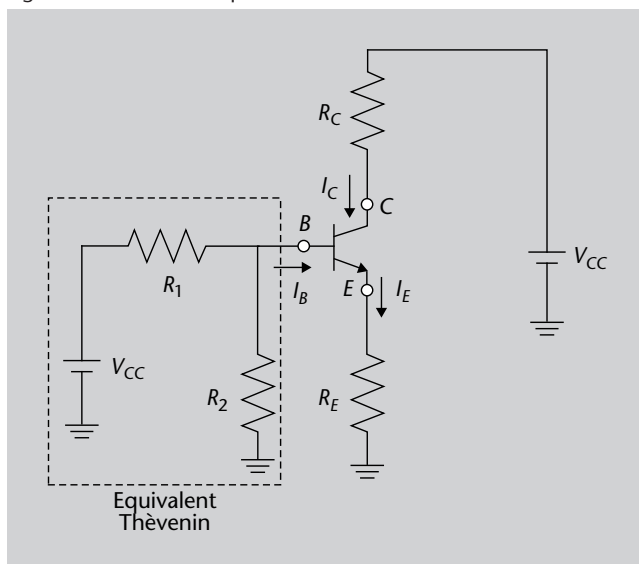 R_C
I_C
C
B
R_1
I_B
E
I_E
V_CC
V_CC
R_2
R_E
Equivalent
Thèvenin